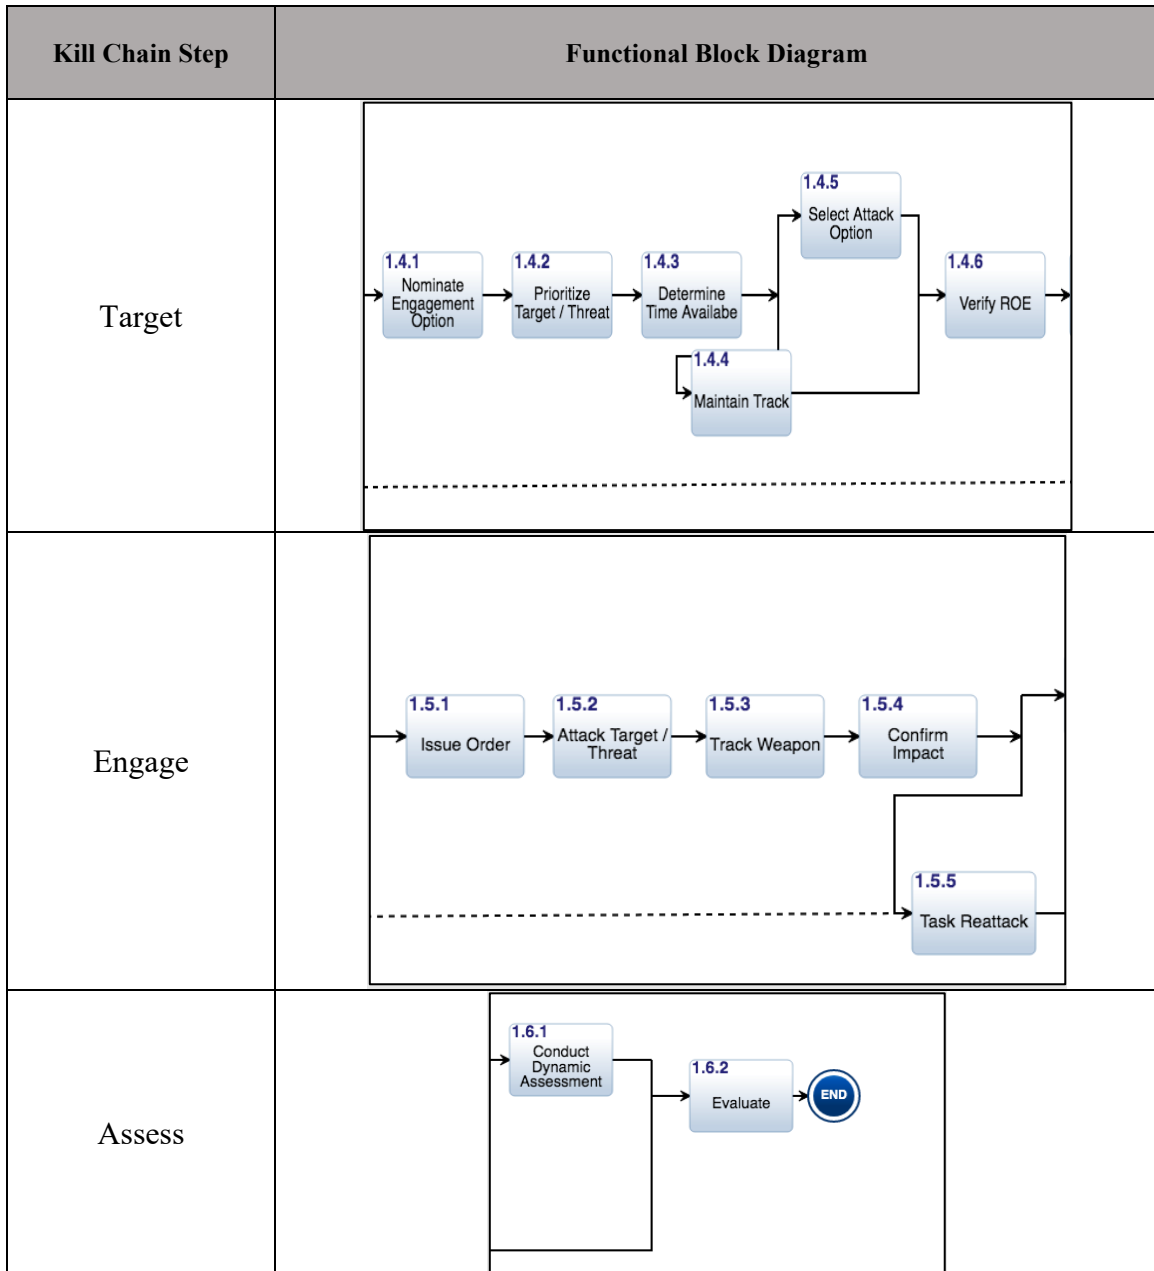 Kill Chain Step
Functional Block Diagram
Target
1.4.1
Nominate
Engagement
Option
1.4.2
Prioritize
Target / Threat
1.4.3
Determine
Time Availabe
1.4.4
Maintain Track
1.4.5
Select Attack
Option
1.4.6
Verify ROE
Engage
1.5.1
Issue Order
1.5.2
Attack Target /
Threat
1.5.3
Track Weapon
1.5.4
Confirm
Impact
1.5.5
Task Reattack
Assess
1.6.1
Conduct
Dynamic
Assessment
1.6.2
Evaluate
END